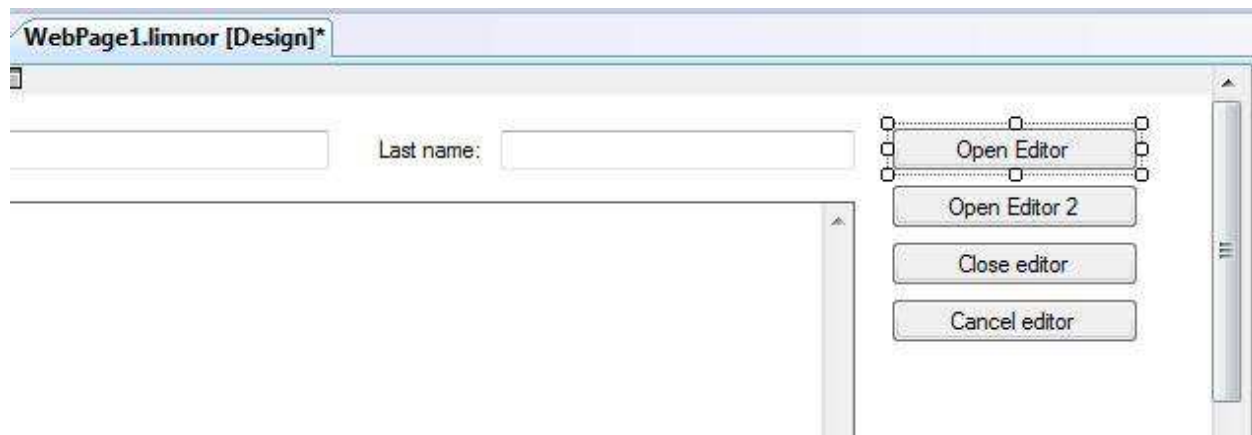 WebPage1.limnor [Design]*
Last name:
Open Editor
Open Editor 2
Close editor
Cancel editor